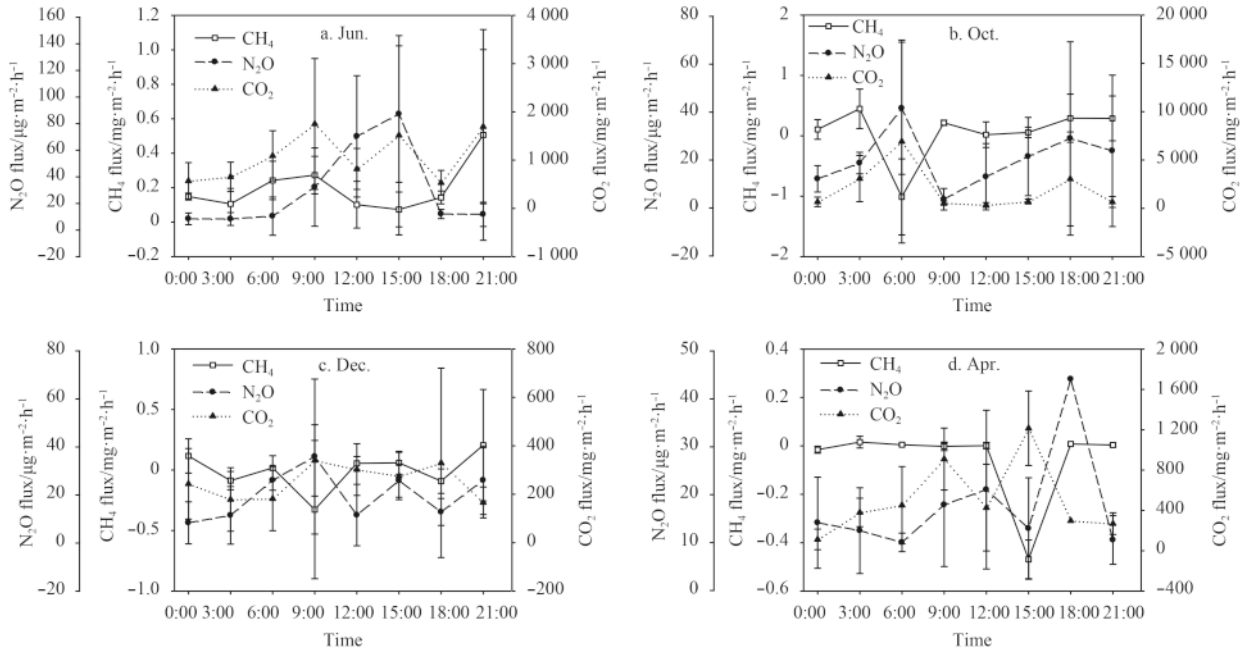 a. Jun.
CH₄
N₂O
CO₂
N₂O flux/μg·m⁻²·h⁻¹
160
140
120
100
80
60
40
20
0
−20
CH₄ flux/mg·m⁻²·h⁻¹
1.2
1.0
0.8
0.6
0.4
0.2
0
−0.2
CO₂ flux/mg·m⁻²·h⁻¹
4 000
3 000
2 000
1 000
0
−1 000
0:00 3:00 6:00 9:00 12:00 15:00 18:00 21:00
Time
b. Oct.
CH₄
N₂O
CO₂
N₂O flux/μg·m⁻²·h⁻¹
80
60
40
20
0
−20
CH₄ flux/mg·m⁻²·h⁻¹
2
1
0
−1
−2
CO₂ flux/mg·m⁻²·h⁻¹
20 000
15 000
10 000
5 000
0
−5 000
0:00 3:00 6:00 9:00 12:00 15:00 18:00 21:00
Time
c. Dec.
CH₄
N₂O
CO₂
N₂O flux/μg·m⁻²·h⁻¹
80
60
40
20
0
−20
CH₄ flux/mg·m⁻²·h⁻¹
1.0
0.5
0
−0.5
−1.0
CO₂ flux/mg·m⁻²·h⁻¹
800
600
400
200
0
−200
0:00 3:00 6:00 9:00 12:00 15:00 18:00 21:00
Time
d. Apr.
CH₄
N₂O
CO₂
N₂O flux/μg·m⁻²·h⁻¹
50
40
30
20
10
0
CH₄ flux/mg·m⁻²·h⁻¹
0.4
0.2
0
−0.2
−0.4
−0.6
CO₂ flux/mg·m⁻²·h⁻¹
2 000
1 600
1 200
800
400
0
−400
0:00 3:00 6:00 9:00 12:00 15:00 18:00 21:00
Time